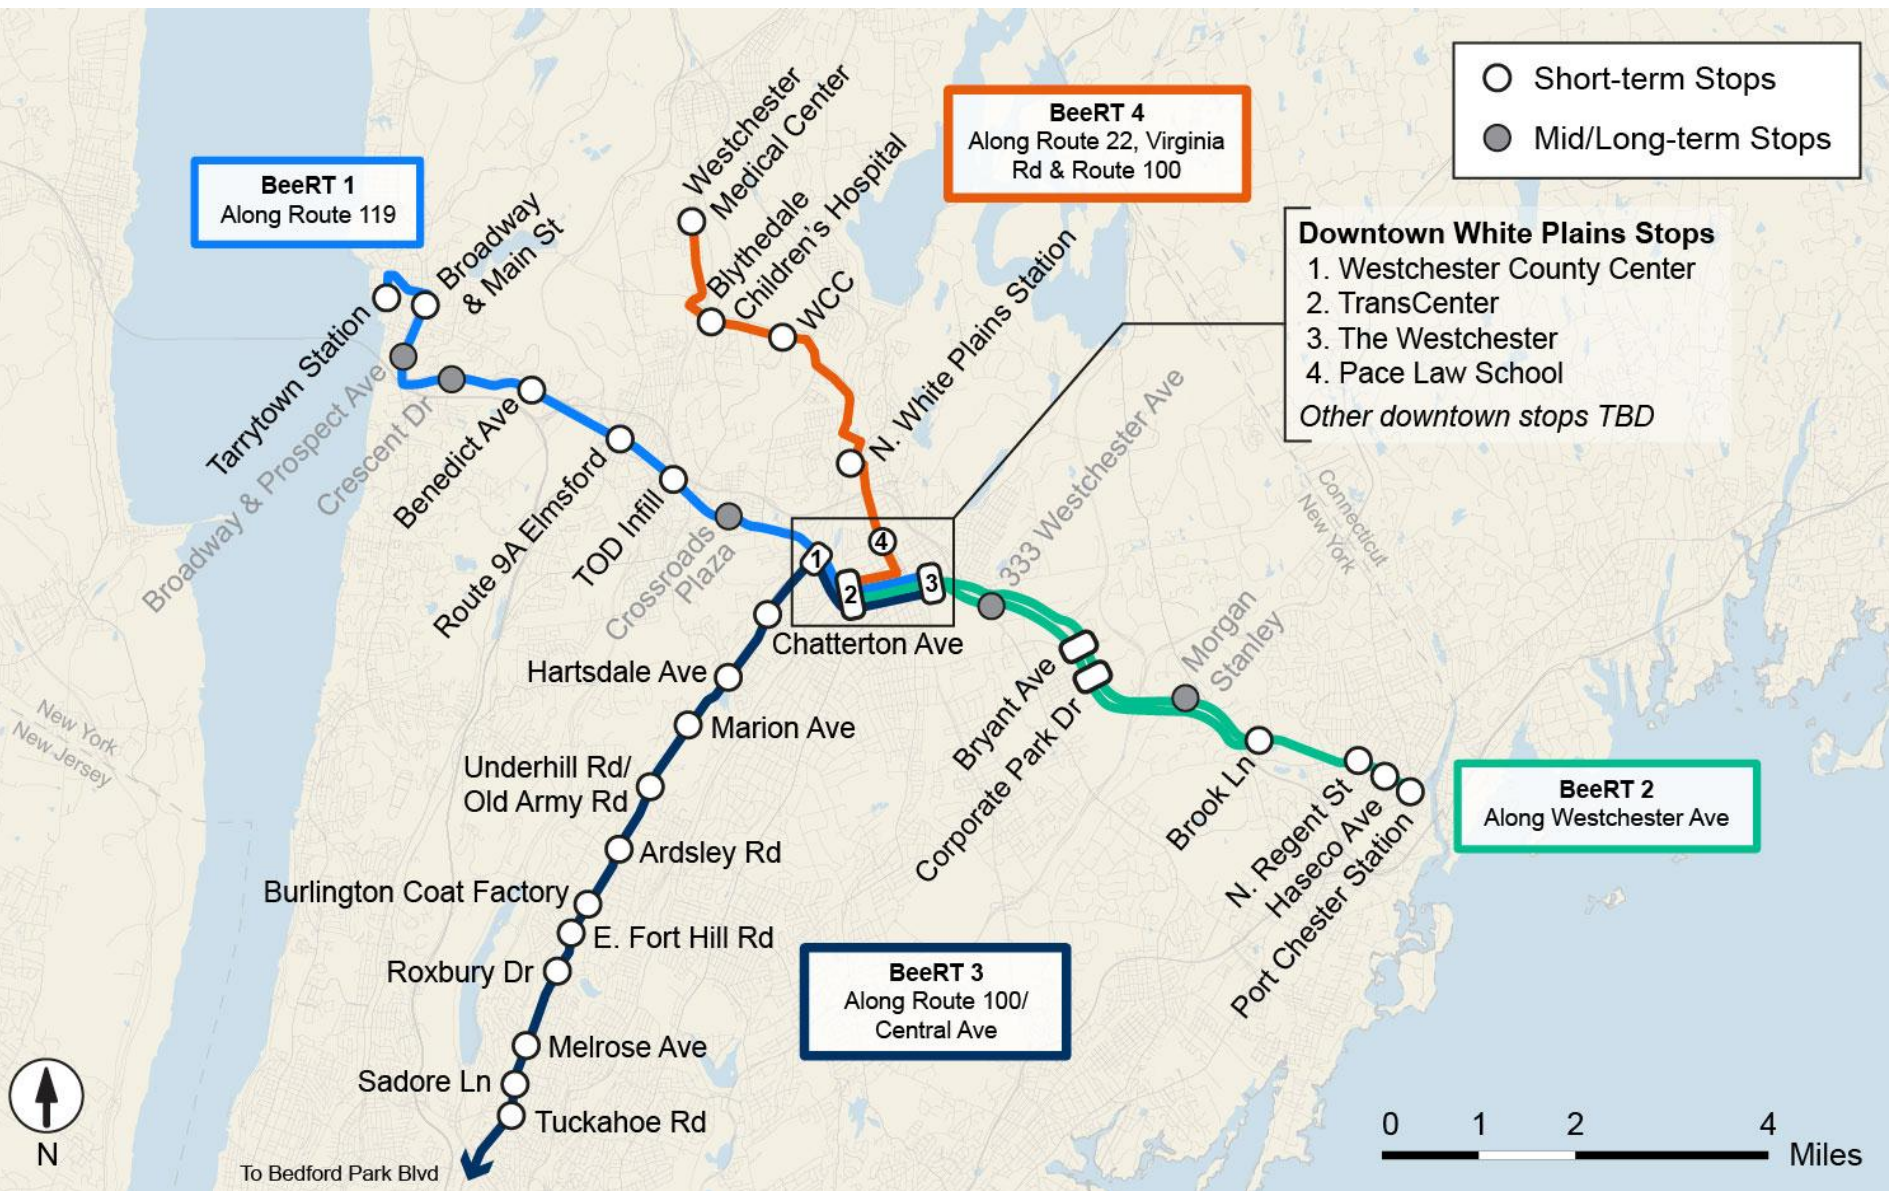 Short-term Stops
Mid/Long-term Stops
BeeRT 1
Along Route 119
BeeRT 4
Along Route 22, Virginia
Rd & Route 100
Downtown White Plains Stops
1. Westchester County Center
2. TransCenter
3. The Westchester
4. Pace Law School
Other downtown stops TBD
Westchester
Medical Center
Blythedale
Children's Hospital
WCC
N. White Plains Station
Broadway
& Main St
Tarrytown Station
Broadway & Prospect Ave
Crescent Dr
Benedict Ave
Route 9A Elmsford
TOD Infill
Crossroads
Plaza
1
2
3
4
333 Westchester Ave
Connecticut
New York
Morgan
Stanley
Chatterton Ave
Hartsdale Ave
Marion Ave
Underhill Rd/
Old Army Rd
Ardsley Rd
Burlington Coat Factory
E. Fort Hill Rd
Roxbury Dr
Melrose Ave
Sadore Ln
Tuckahoe Rd
To Bedford Park Blvd
Bryant Ave
Corporate Park Dr
Brook Ln
N. Regent St
Haseco Ave
Port Chester Station
BeeRT 2
Along Westchester Ave
BeeRT 3
Along Route 100/
Central Ave
New York
New Jersey
N
0 1 2 4
Miles